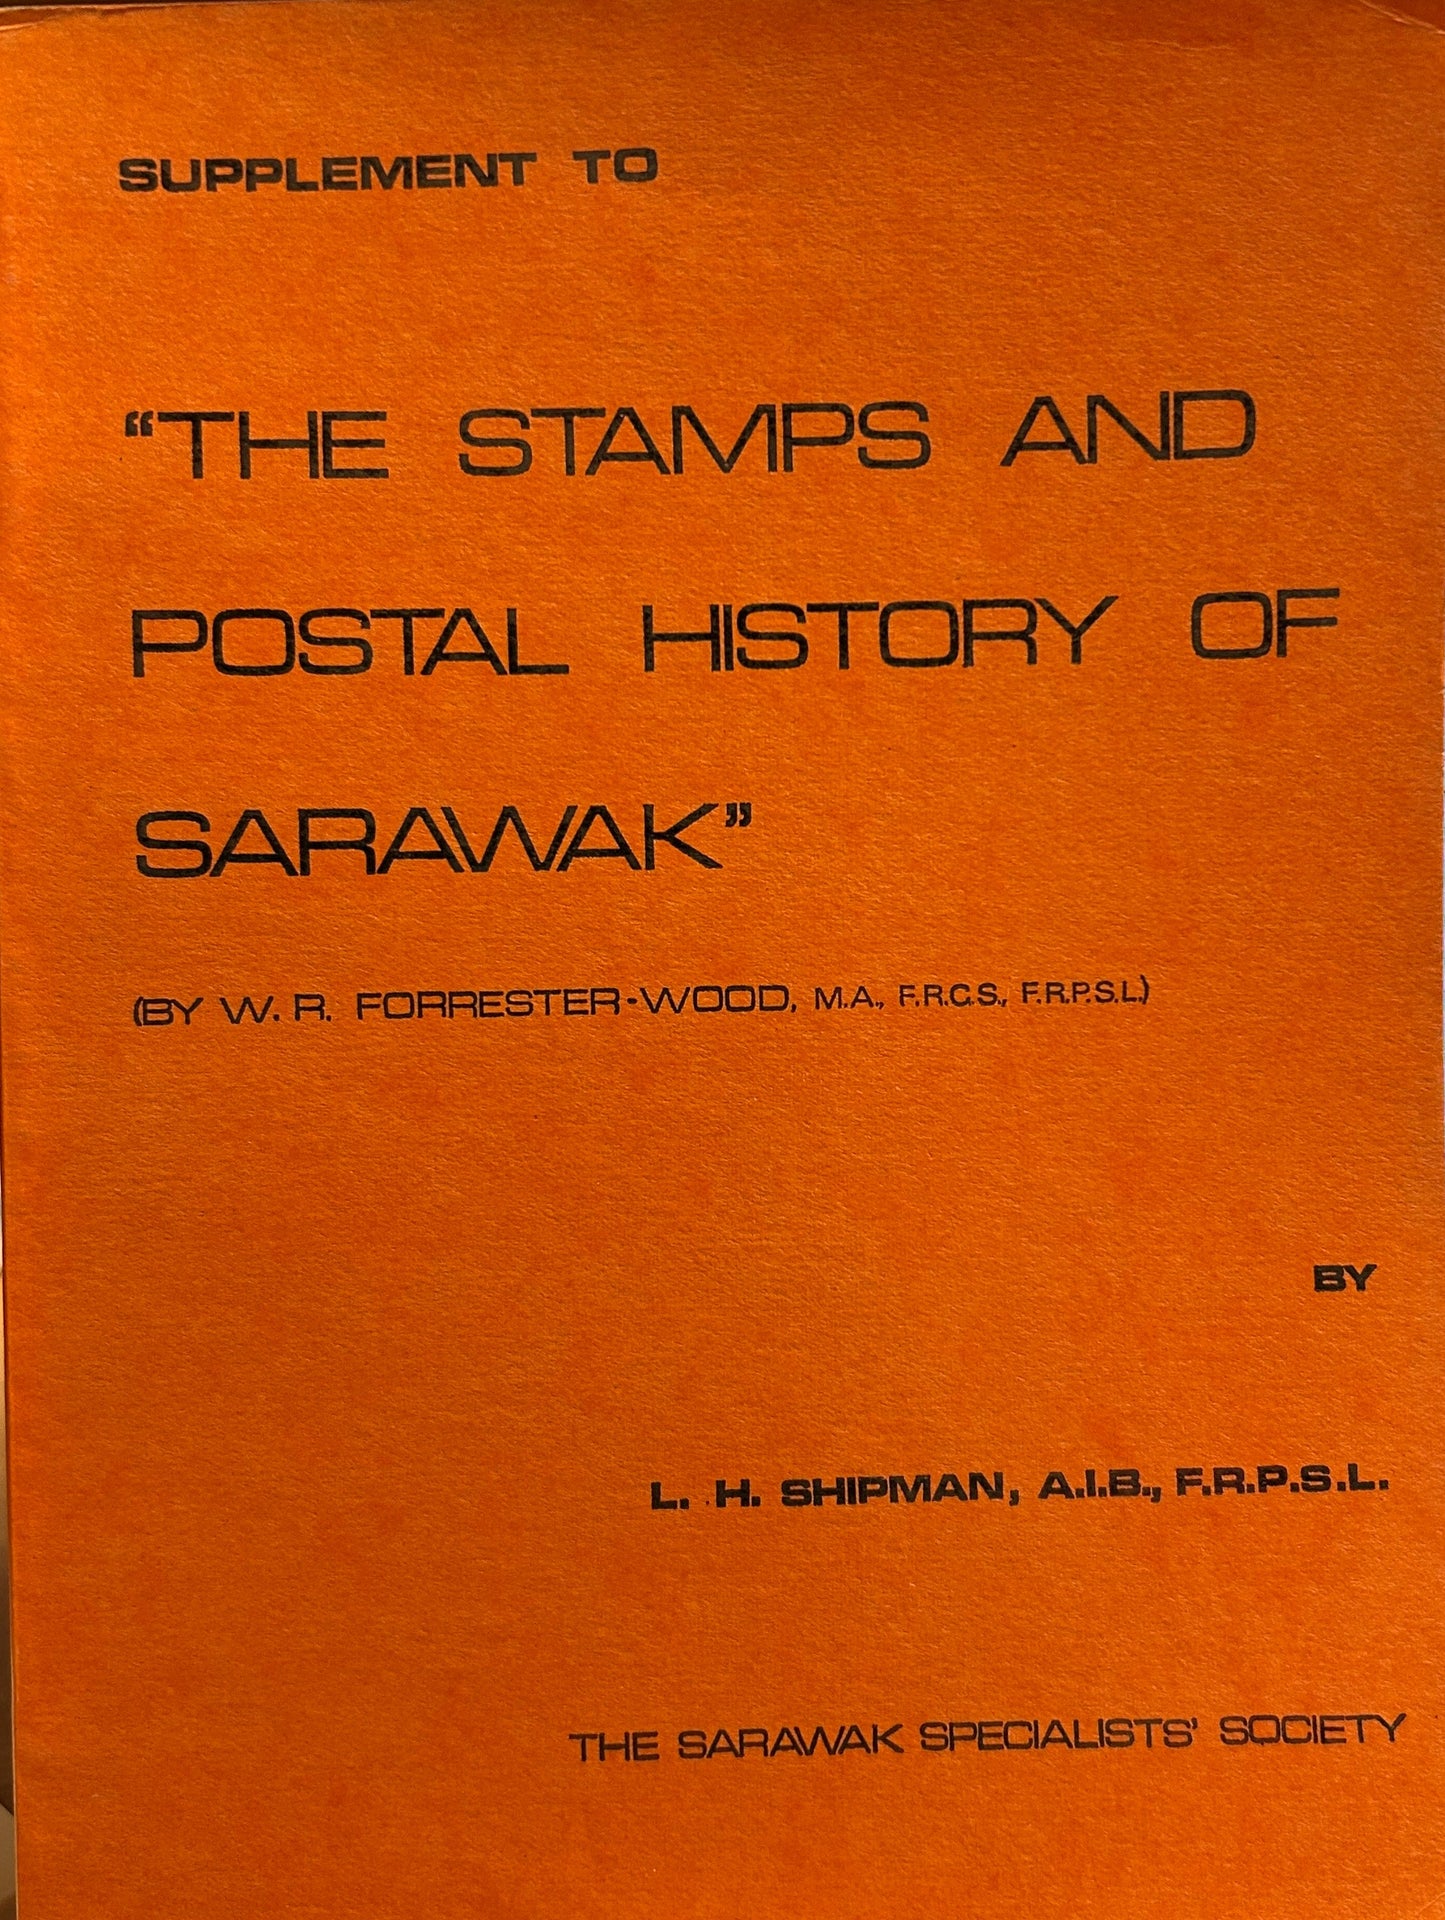 SUPPLEMENT TO
“THE STAMPS AND
POSTAL HISTORY OF
SARAWAK”
(BY W. R. FORRESTER-WOOD, M.A., F.R.C.S., F.R.P.S.L.)
BY
L. H. SHIPMAN, A.I.B., F.R.P.S.L.
THE SARAWAK SPECIALISTS' SOCIETY